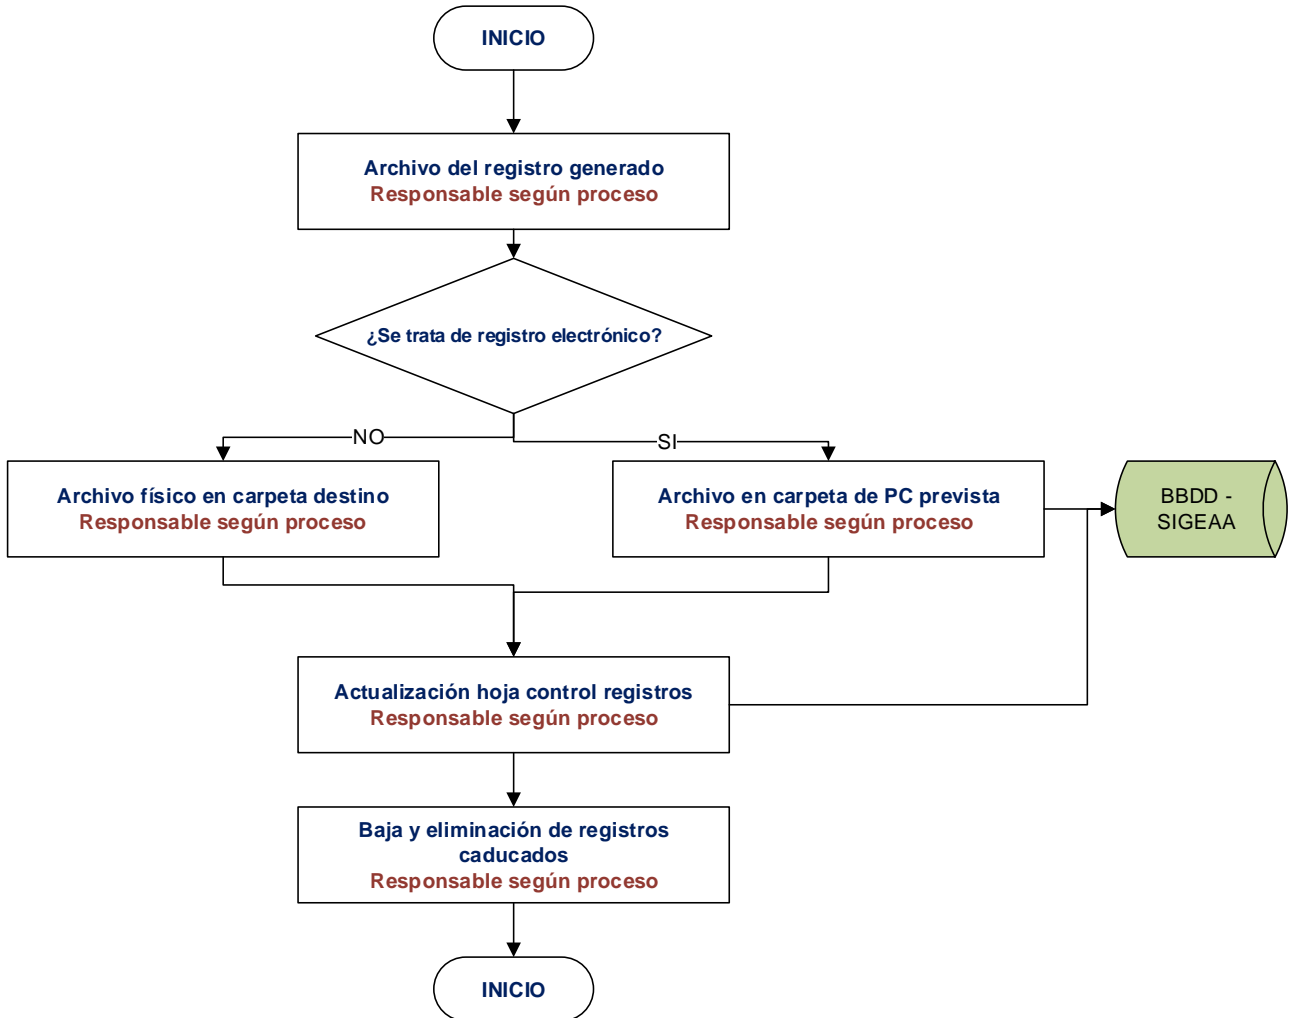 INICIO
Archivo del registro generado
Responsable según proceso
¿Se trata de registro electrónico?
NO
SI
Archivo físico en carpeta destino
Responsable según proceso
Archivo en carpeta de PC prevista
Responsable según proceso
BBDD -
SIGEAA
Actualización hoja control registros
Responsable según proceso
Baja y eliminación de registros
caducados
Responsable según proceso
INICIO